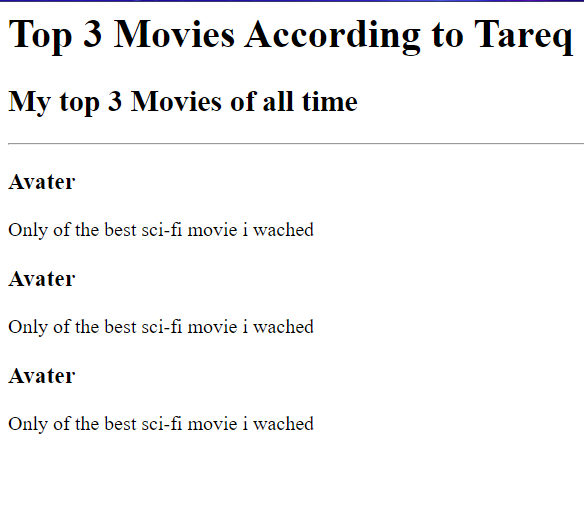 Top 3 Movies According to Tareq
My top 3 Movies of all time
Avater
Only of the best sci-fi movie i wached
Avater
Only of the best sci-fi movie i wached
Avater
Only of the best sci-fi movie i wached